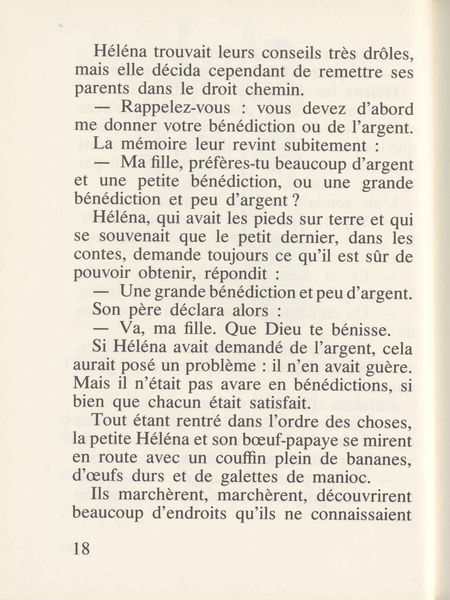 Héléna trouvait leurs conseils très drôles,
mais elle décida cependant de remettre ses
parents dans le droit chemin.
— Rappelez-vous : vous devez d'abord
me donner votre bénédiction ou de l'argent.
La mémoire leur revint subitement :
— Ma fille, préfères-tu beaucoup d'argent
et une petite bénédiction, ou une grande
bénédiction et peu d'argent ?
Héléna, qui avait les pieds sur terre et qui
se souvenait que le petit dernier, dans les
contes, demande toujours ce qu'il est sûr de
pouvoir obtenir, répondit :
— Une grande bénédiction et peu d'argent.
Son père déclara alors :
— Va, ma fille. Que Dieu te bénisse.
Si Héléna avait demandé de l'argent, cela
aurait posé un problème : il n'en avait guère.
Mais il n'était pas avare en bénédictions, si
bien que chacun était satisfait.
Tout étant rentré dans l'ordre des choses,
la petite Héléna et son bœuf-papaye se mirent
en route avec un couffin plein de bananes,
d'œufs durs et de galettes de manioc.
Ils marchèrent, marchèrent, découvrirent
beaucoup d'endroits qu'ils ne connaissaient
18